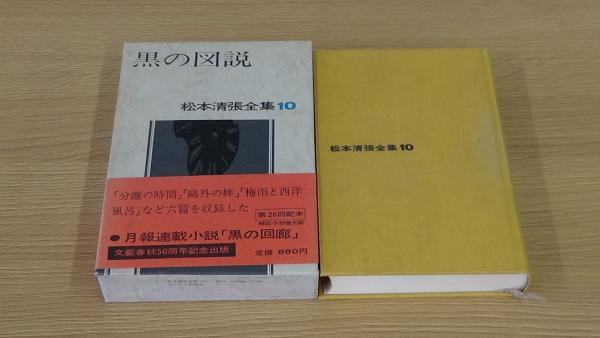 黒の図説
松本清張全集10
「分離の時間」「鷗外の婢」「梅雨と西洋
風呂」など六篇を収録した
第26回配本
●月報連載小説「黒の回廊」
文藝春秋50周年記念出版
定価 880円
松本清張全集10